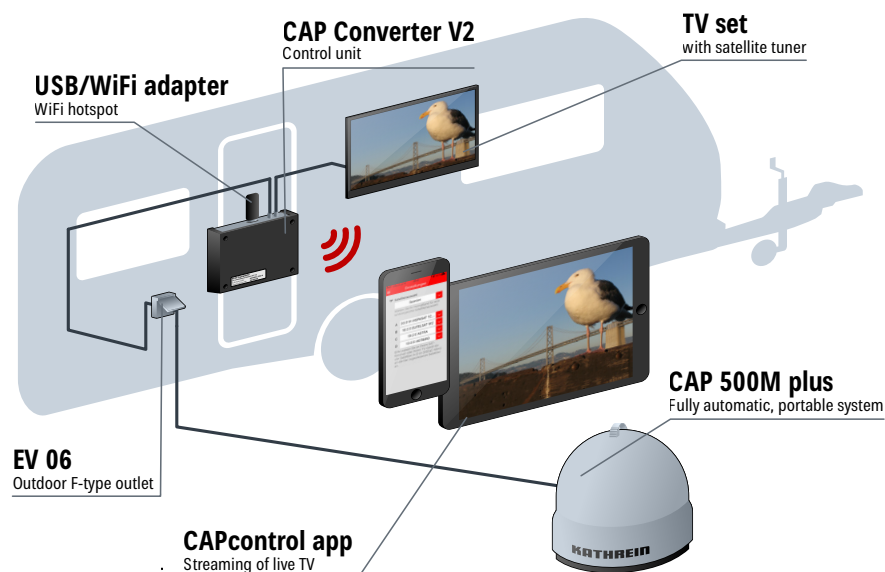 CAP Converter V2
Control unit
TV set
with satellite tuner
USB/WiFi adapter
WiFi hotspot
CAP 500M plus
Fully automatic, portable system
EV 06
Outdoor F-type outlet
CAPcontrol app
Streaming of live TV
KATHREIN